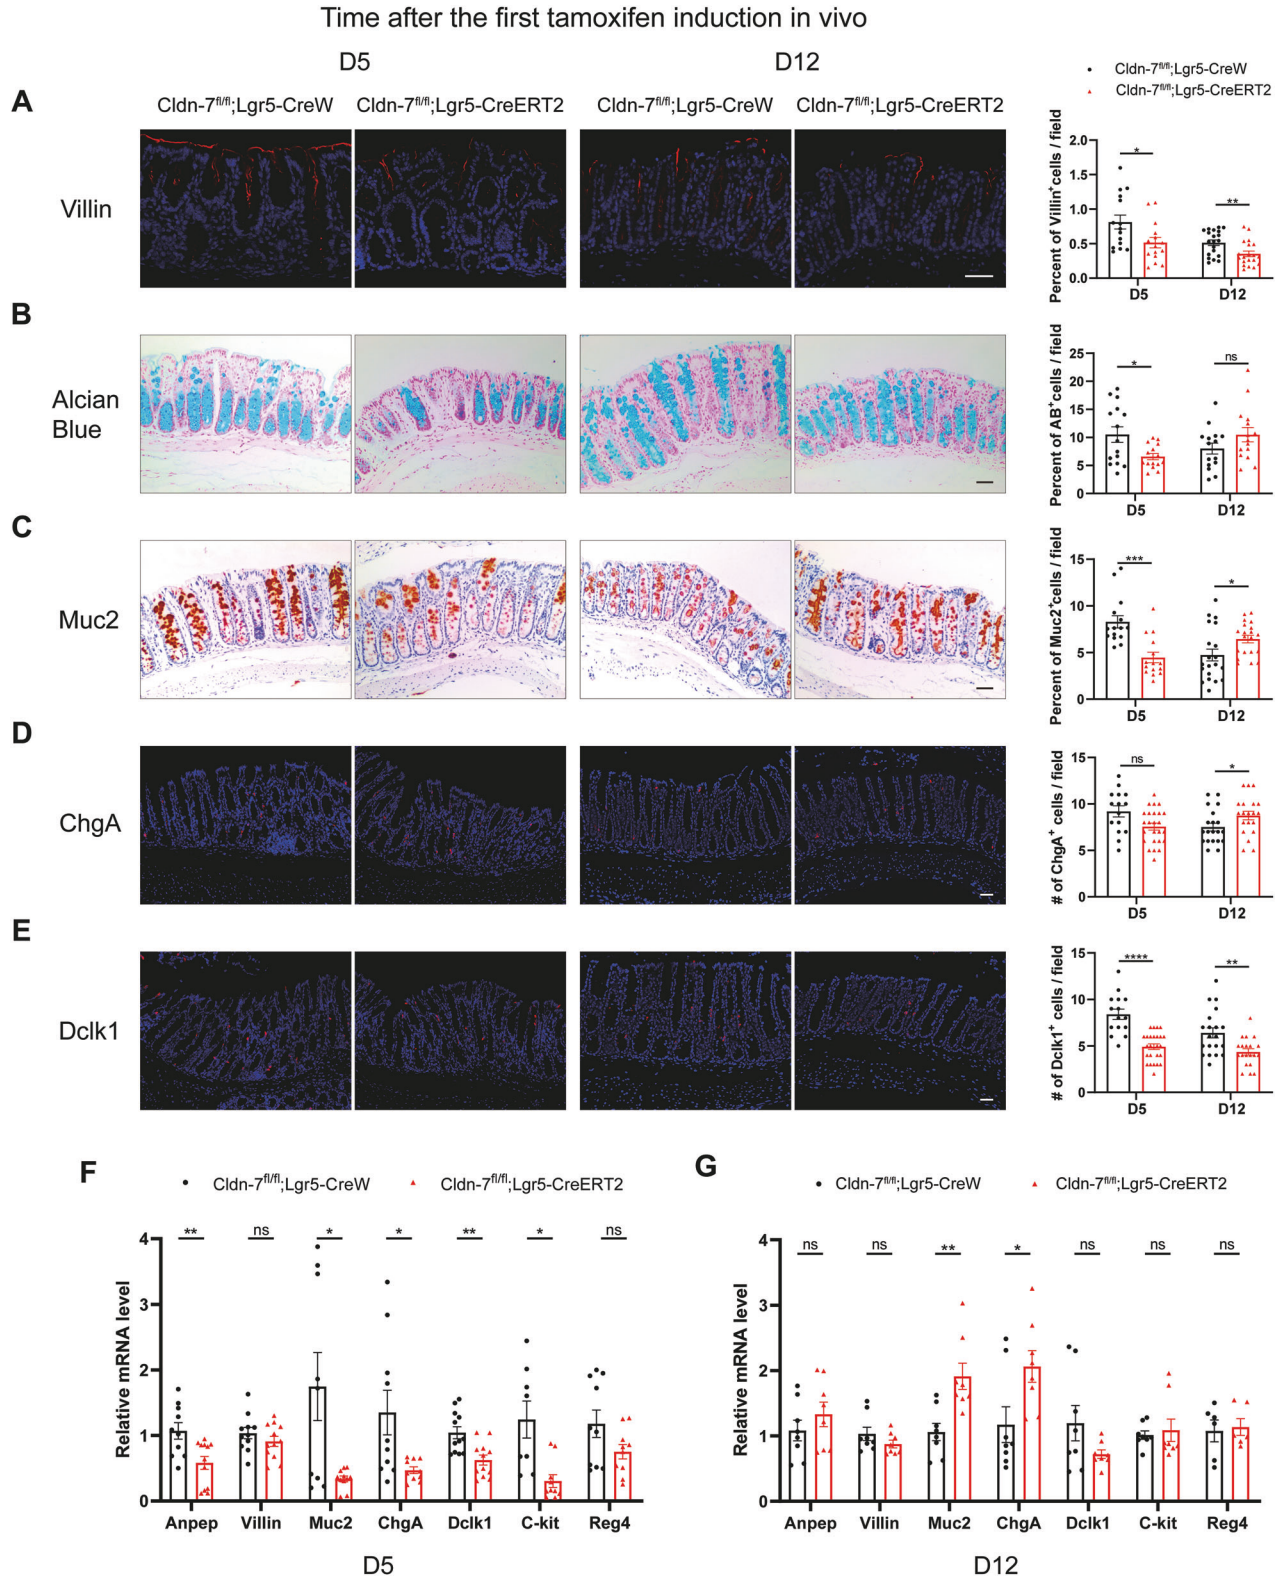 Time after the first tamoxifen induction in vivo
D5 D12
A
Cldn-7fl/fl;Lgr5-CreW Cldn-7fl/fl;Lgr5-CreERT2 Cldn-7fl/fl;Lgr5-CreW Cldn-7fl/fl;Lgr5-CreERT2
Cldn-7fl/fl;Lgr5-CreW
Cldn-7fl/fl;Lgr5-CreERT2
Villin
Percent of Villin+cells / field
2.0
1.5
1.0
0.5
0.0
* **
D5 D12
B
Alcian
Blue
Percent of AB+cells / field
25
20
15
10
5
0
* ns
D5 D12
C
Muc2
Percent of Muc2+cells / field
15
10
5
0
*** *
D5 D12
D
ChgA
# of ChgA+ cells / field
15
10
5
0
ns *
D5 D12
E
Dclk1
# of Dclk1+ cells / field
15
10
5
0
**** **
D5 D12
F
Cldn-7fl/fl;Lgr5-CreW Cldn-7fl/fl;Lgr5-CreERT2
Relative mRNA level
4
3
2
1
0
** ns * * ** * ns
Anpep Villin Muc2 ChgA Dclk1 C-kit Reg4
D5
G
Cldn-7fl/fl;Lgr5-CreW Cldn-7fl/fl;Lgr5-CreERT2
Relative mRNA level
4
3
2
1
0
ns ns ** * ns ns ns
Anpep Villin Muc2 ChgA Dclk1 C-kit Reg4
D12